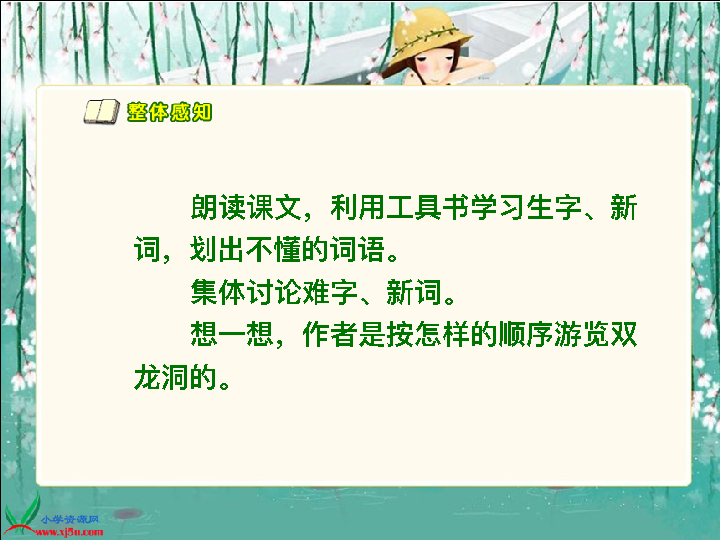 整体感知
朗读课文，利用工具书学习生字、新
词，划出不懂的词语。
集体讨论难字、新词。
想一想，作者是按怎样的顺序游览双
龙洞的。
小学资源网
www.xj5u.com